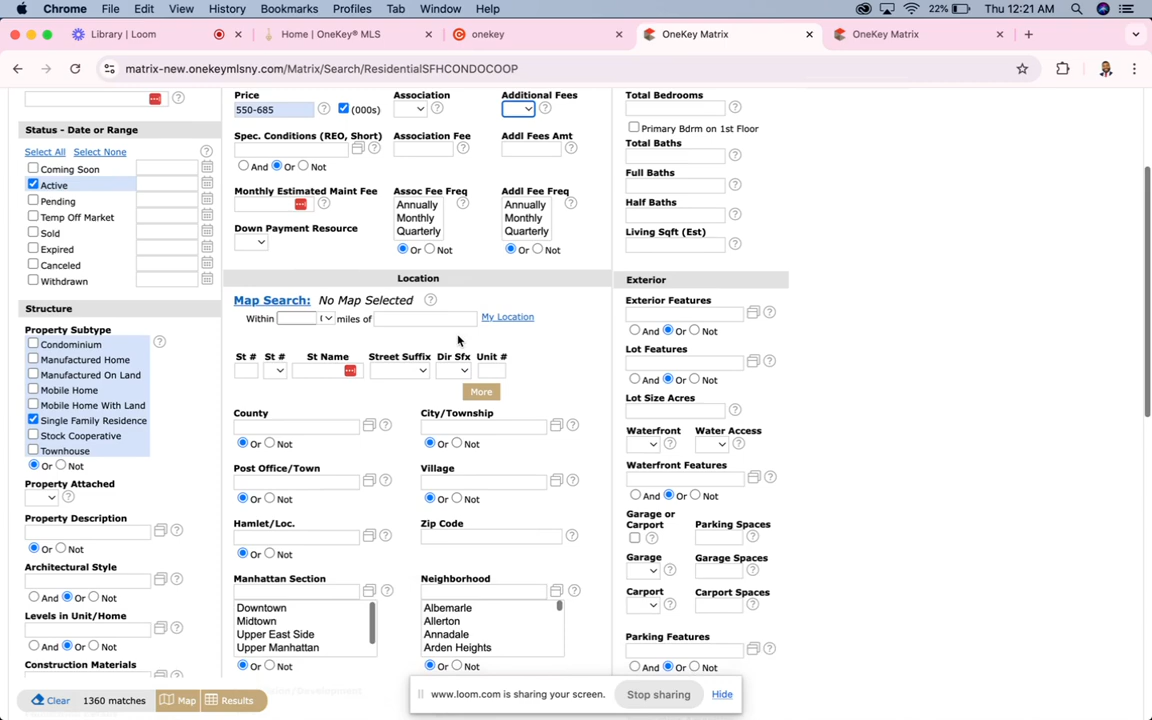 Chrome File Edit View History Bookmarks Profiles Tab Window Help 22% Thu 12:21 AM
Library | Loom Home | OneKey® MLS onekey OneKey Matrix OneKey Matrix
matrix-new.onekeymlsny.com/Matrix/Search/ResidentialSFHCONDOCOOP
Status - Date or Range
Select All Select None
Coming Soon
Active
Pending
Temp Off Market
Sold
Expired
Canceled
Withdrawn
Structure
Property Subtype
Condominium
Manufactured Home
Manufactured On Land
Mobile Home
Mobile Home With Land
Single Family Residence
Stock Cooperative
Townhouse
Or Not
Property Attached
Property Description
Or Not
Architectural Style
And Or Not
Levels in Unit/Home
And Or Not
Construction Materials
Price Association Additional Fees
550-685 (000s)
Spec. Conditions (REO, Short) Association Fee Addl Fees Amt
And Or Not
Monthly Estimated Maint Fee Assoc Fee Freq Addl Fee Freq
Annually Annually
Monthly Monthly
Quarterly Quarterly
Down Payment Resource
Or Not Or Not
Location
Map Search: No Map Selected
Within miles of My Location
St # St # St Name Street Suffix Dir Sfx Unit #
More
County City/Township
Or Not Or Not
Post Office/Town Village
Or Not Or Not
Hamlet/Loc. Zip Code
Or Not
Manhattan Section Neighborhood
Downtown Albemarle
Midtown Allerton
Upper East Side Annadale
Upper Manhattan Arden Heights
Or Not Or Not
Total Bedrooms
Primary Bdrm on 1st Floor
Total Baths
Full Baths
Half Baths
Living Sqft (Est)
Exterior
Exterior Features
And Or Not
Lot Features
And Or Not
Lot Size Acres
Waterfront Water Access
Waterfront Features
And Or Not
Garage or
Carport Parking Spaces
Garage Garage Spaces
Carport Carport Spaces
Parking Features
And Or Not
Clear 1360 matches Map Results
www.loom.com is sharing your screen. Stop sharing Hide